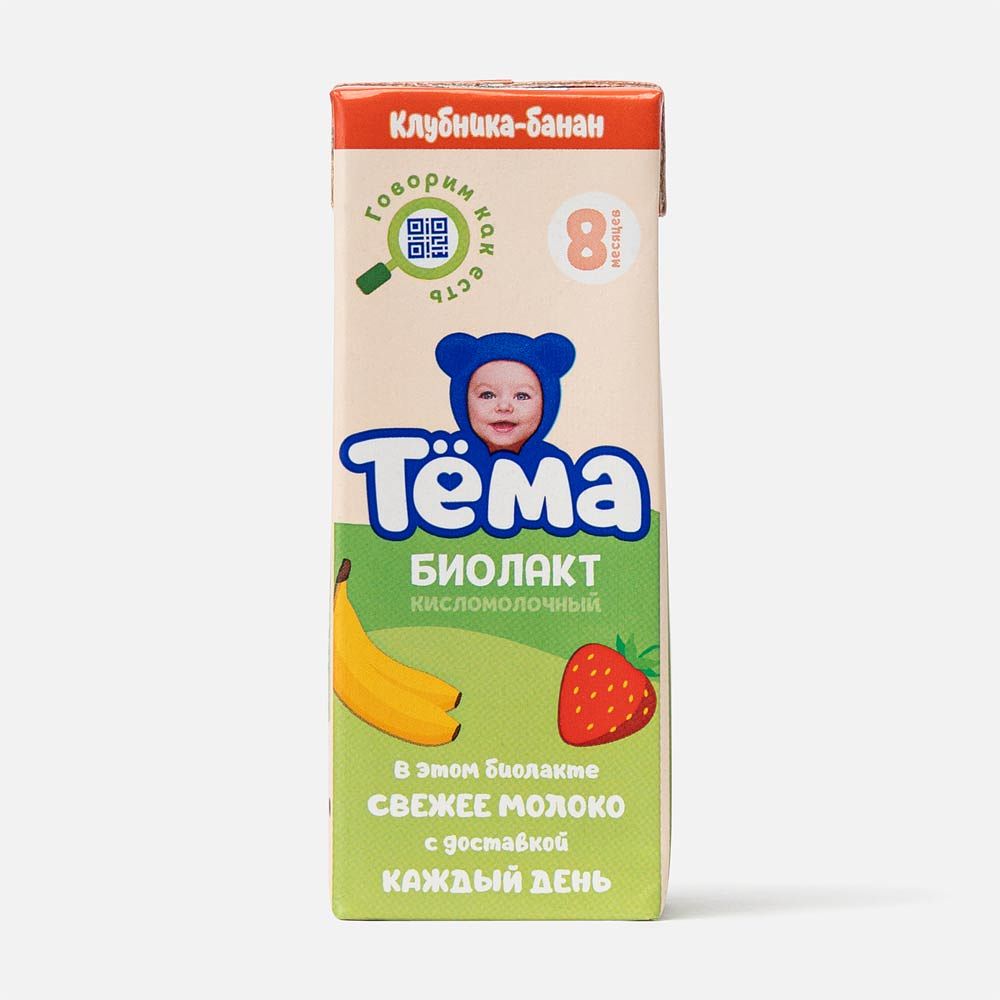 Клубника-банан
Говорим как есть
8
месяцев
Тёма
БИОЛАКТ
КИСЛОМОЛОЧНЫЙ
В этом биолакте
СВЕЖЕЕ МОЛОКО
с доставкой
КАЖДЫЙ ДЕНЬ